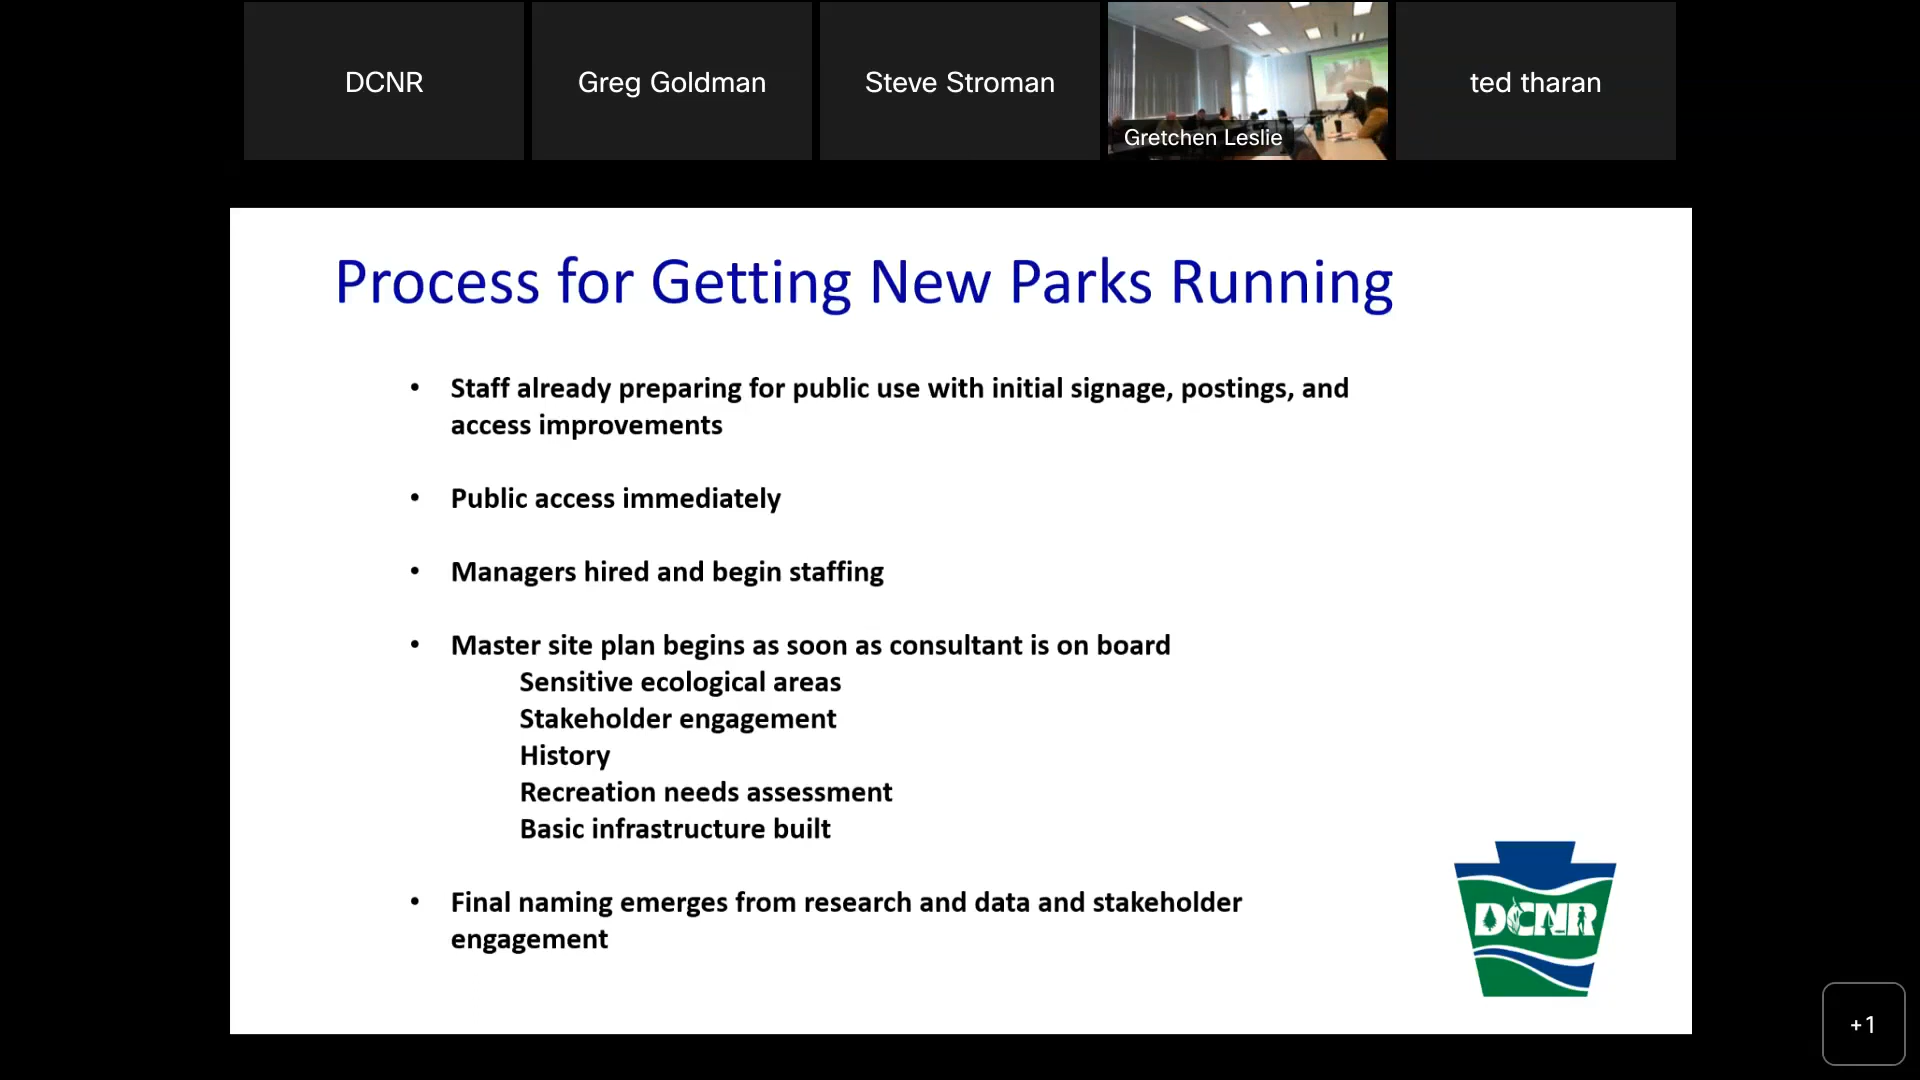 DCNR
Greg Goldman
Steve Stroman
Gretchen Leslie
ted tharan
Process for Getting New Parks Running
• Staff already preparing for public use with initial signage, postings, and
access improvements
• Public access immediately
• Managers hired and begin staffing
• Master site plan begins as soon as consultant is on board
Sensitive ecological areas
Stakeholder engagement
History
Recreation needs assessment
Basic infrastructure built
• Final naming emerges from research and data and stakeholder
engagement
DCNR
+1